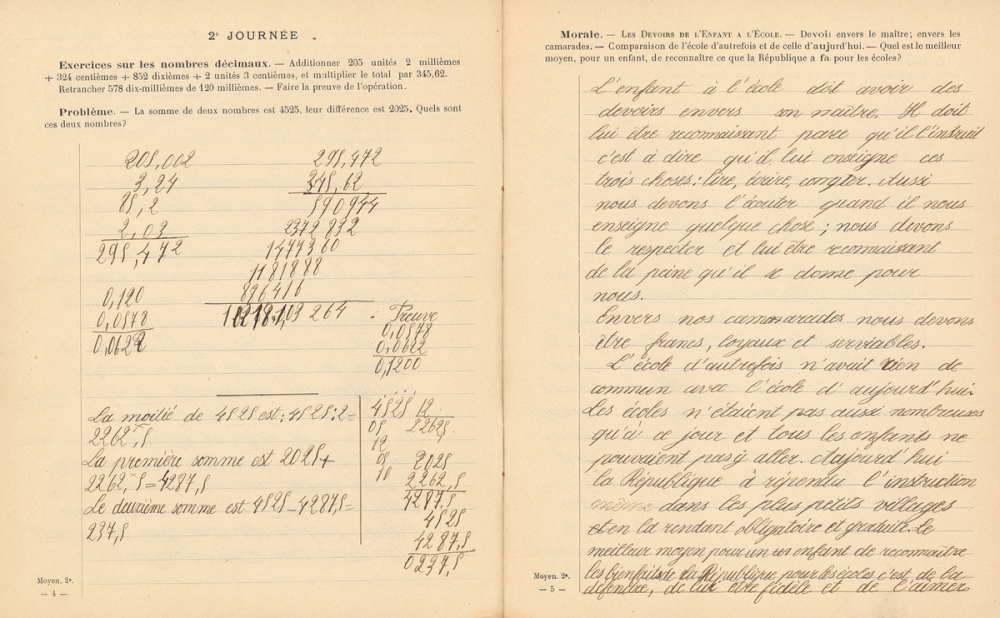 2e JOURNÉE
Exercices sur les nombres décimaux. — Additionner 205 unités 2 millièmes
+ 324 centièmes + 852 dixièmes + 2 unités 3 centièmes, et multiplier le total par 345,62.
Retrancher 578 dix-millièmes de 120 millièmes. — Faire la preuve de l'opération.
Problème. — La somme de deux nombres est 4525, leur différence est 2025. Quels sont
ces deux nombres?
205,002
3,24
85,2
2,03
295,472
0,120
0,0578
0,0622
295,472
345,62
590944
2372 832
1477360
1181888
886416
264
Preuve
0,0578
0,0622
0,1200
La moitié de 4525 est: 4525:2=
2262,5
La première somme est 2025+
2262,5=4287,5
Le deuxième somme est 4525-4287,5=
237,5
4525 12
05 22625.
12
05
10
2025
2262,5
4287,5
4525
4287,5
0237,5
Moyen. 2e.
— 4 —
Morale. — LES DEVOIRS DE L'ENFANT A L'ÉCOLE. — Devoir envers le maître; envers les
camarades. — Comparaison de l'école d'autrefois et de celle d'aujourd'hui. — Quel est le meilleur
moyen, pour un enfant, de reconnaître ce que la République a fa pour les écoles?
L'enfant à l'école doit avoir des
devoirs envers son maître. Il doit
lui être reconnaissant parce qu'il l'instruit
c'est à dire qu'il lui enseigne ces
trois choses: lire, écrire, compter. Aussi
nous devons l'écouter quand il nous
enseigne quelque chose; nous devons
le respecter et lui être reconnaissant
de la peine qu'il se donne pour
nous.
Envers nos cammarades nous devons
être francs, loyaux et serviables.
L'école d'autrefois n'avait rien de
commun avec l'école d'aujourd'hui.
Les écoles n'étaient pas aussi nombreuses
qu'à ce jour et tous les enfants ne
pouvaient pas y aller. Aujourd'hui
la République à répendu l'instruction
même dans les plus petits villages
et en la rendant obligatoire et gratuite. Le
meilleur moyen pour un enfant de reconnaître
les bienfaits de la République pour les écoles c'est de la
défendre, de lui être fidèle et de l'aimer
Moyen. 2e.
— 5 —